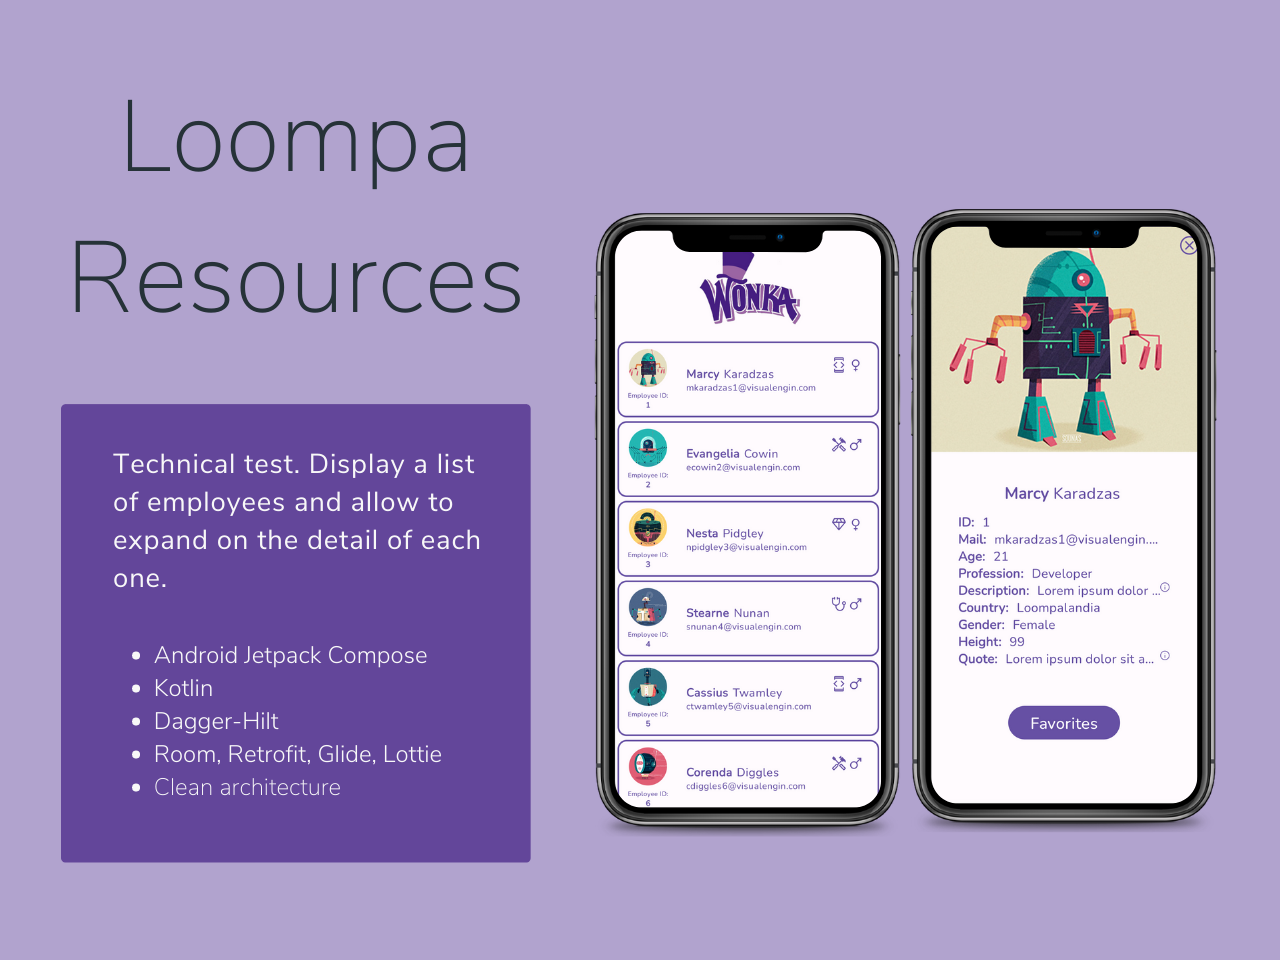 Loompa
Resources
Technical test. Display a list
of employees and allow to
expand on the detail of each
one.
• Android Jetpack Compose
• Kotlin
• Dagger-Hilt
• Room, Retrofit, Glide, Lottie
• Clean architecture
WONKA
Marcy Karadzas
mkaradzas1@visualengin.com
Employee ID:
1
Evangelia Cowin
ecowin2@visualengin.com
Employee ID:
2
Nesta Pidgley
npidgley3@visualengin.com
Employee ID:
3
Stearne Nunan
snunan4@visualengin.com
Employee ID:
4
Cassius Twamley
ctwamley5@visualengin.com
Employee ID:
5
Corenda Diggles
cdiggles6@visualengin.com
Employee ID:
6
Marcy Karadzas
ID: 1
Mail: mkaradzas1@visualengin....
Age: 21
Profession: Developer
Description: Lorem ipsum dolor ...
Country: Loompalandia
Gender: Female
Height: 99
Quote: Lorem ipsum dolor sit a...
Favorites